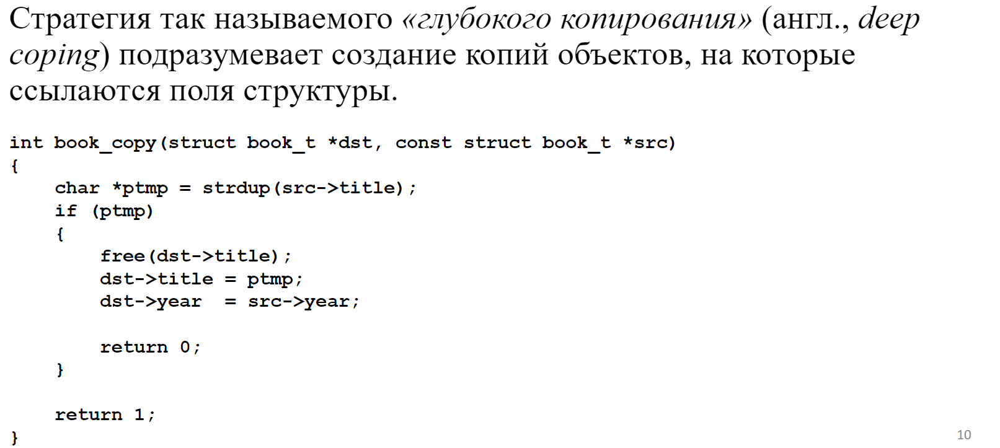 Стратегия так называемого «глубокого копирования» (англ., deep
coping) подразумевает создание копий объектов, на которые
ссылаются поля структуры.
int book_copy(struct book_t *dst, const struct book_t *src)
{
    char *ptmp = strdup(src->title);
    if (ptmp)
    {
        free(dst->title);
        dst->title = ptmp;
        dst->year  = src->year;

        return 0;
    }

    return 1;
}
10